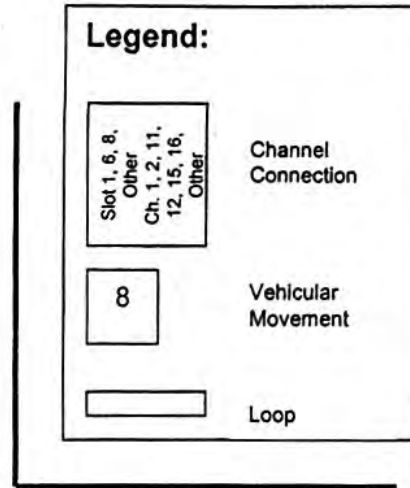 Legend:
Slot 1, 6, 8,
Other
Ch. 1, 2, 11,
12, 15, 16,
Other
Channel
Connection
8
Vehicular
Movement
Loop